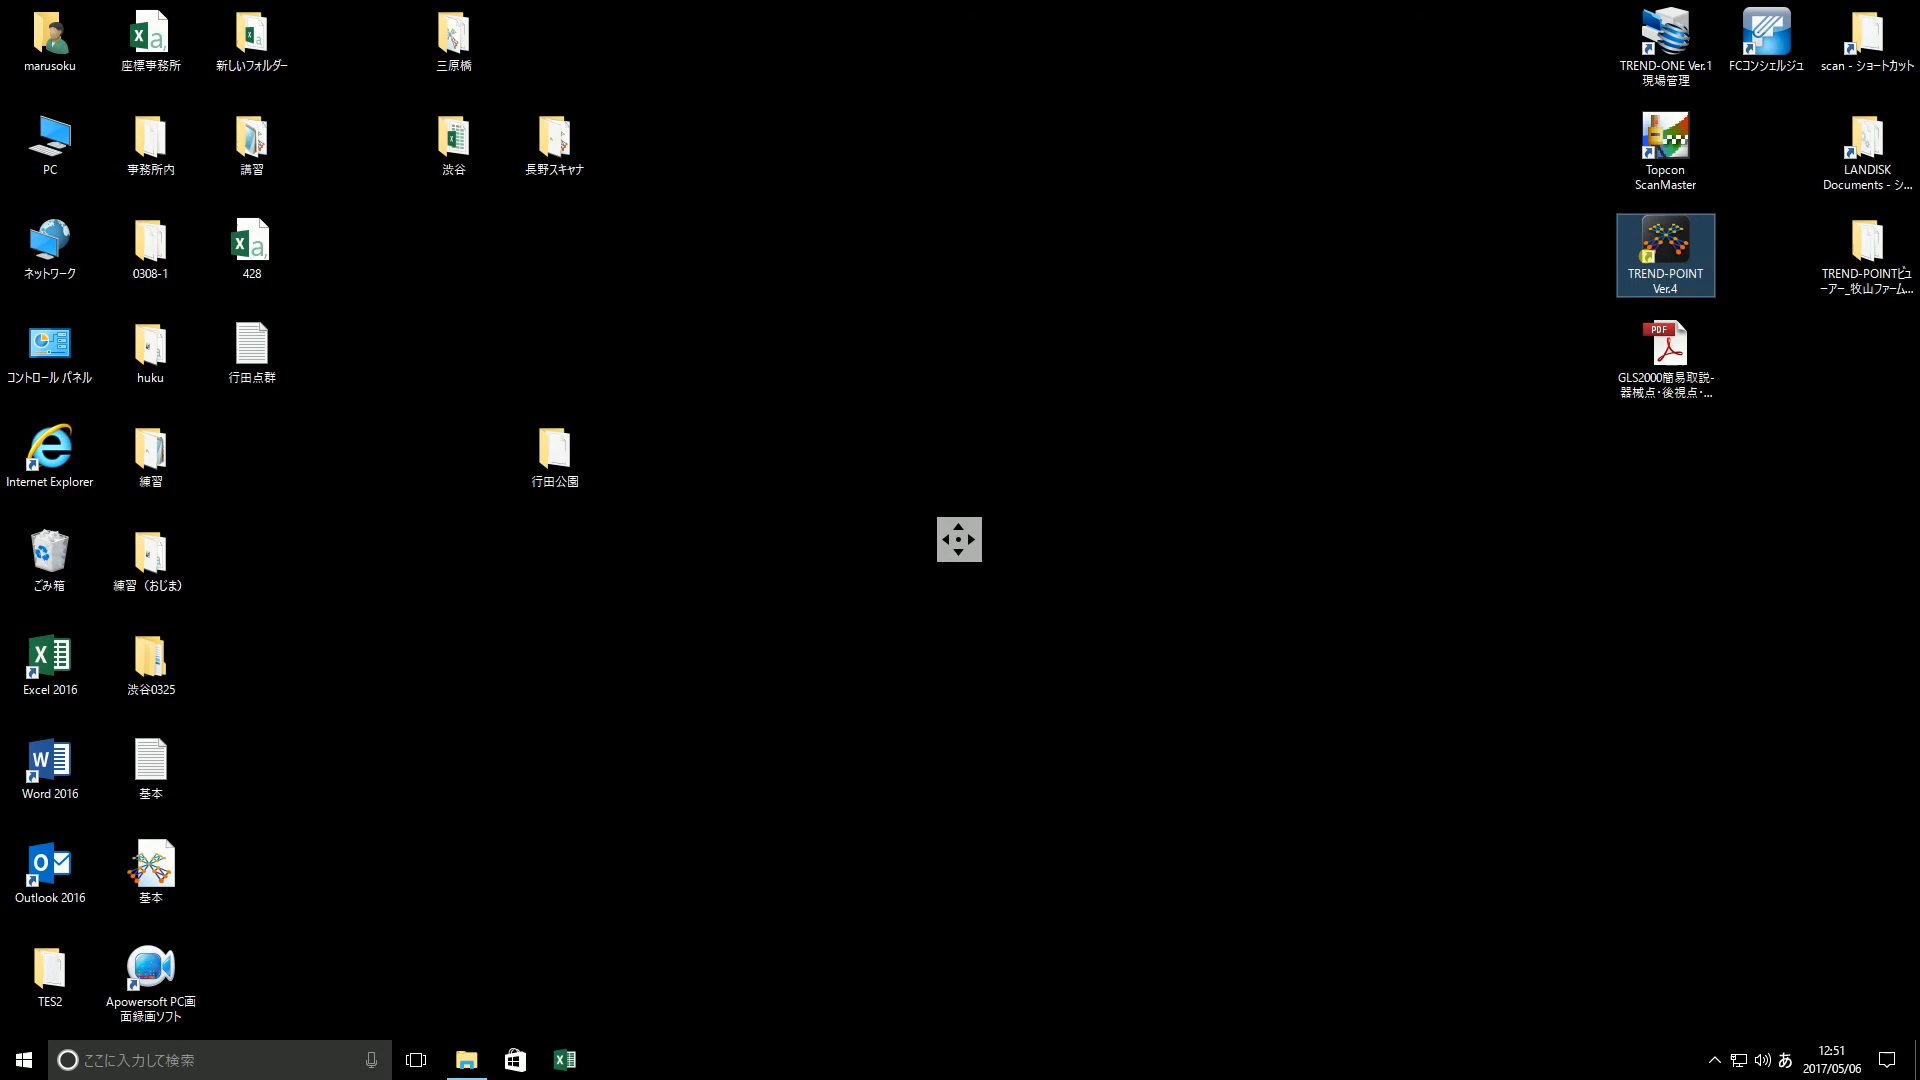 marusoku
座標事務所
新しいフォルダー
三原橋
TREND-ONE Ver.1
現場管理
FCコンシェルジュ
scan - ショートカット
PC
事務所内
講習
渋谷
長野スキャナ
Topcon
ScanMaster
LANDISK
Documents - シ...
ネットワーク
0308-1
428
TREND-POINT
Ver.4
TREND-POINTビュ
ーアー_牧山ファーム...
コントロール パネル
huku
行田点群
GLS2000簡易取説-
器械点・後視点・...
Internet Explorer
練習
行田公園
ごみ箱
練習（おじま）
Excel 2016
渋谷0325
Word 2016
基本
Outlook 2016
基本
TES2
Apowersoft PC画
面録画ソフト
ここに入力して検索
あ
12:51
2017/05/06